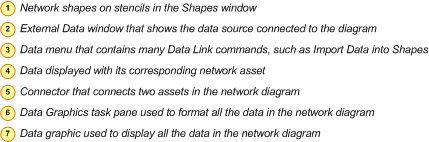 1 Network shapes on stencils in the Shapes window
2 External Data window that shows the data source connected to the diagram
3 Data menu that contains many Data Link commands, such as Import Data into Shapes
4 Data displayed with its corresponding network asset
5 Connector that connects two assets in the network diagram
6 Data Graphics task pane used to format all the data in the network diagram
7 Data graphic used to display all the data in the network diagram